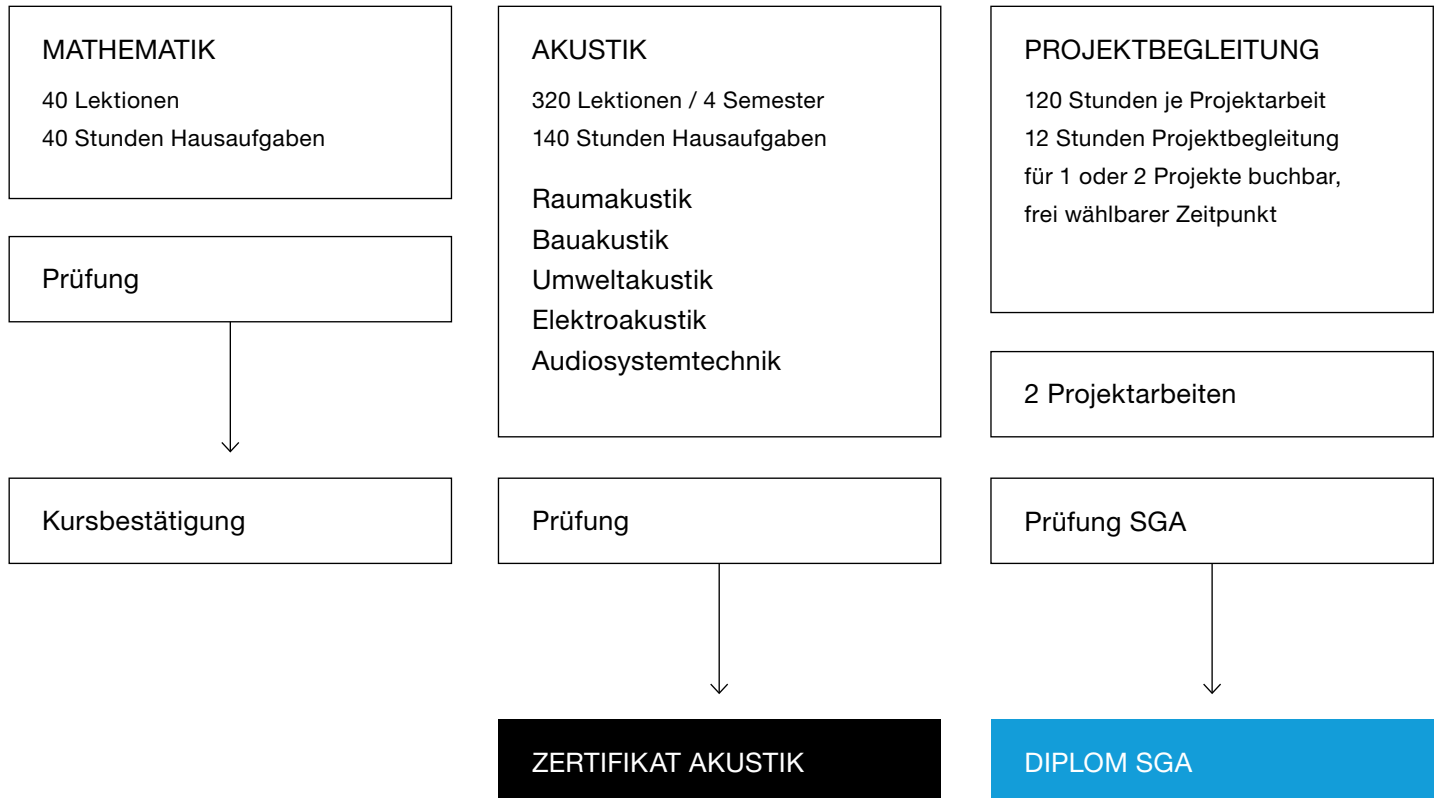 MATHEMATIK
40 Lektionen
40 Stunden Hausaufgaben
Prüfung
Kursbestätigung
AKUSTIK
320 Lektionen / 4 Semester
140 Stunden Hausaufgaben
Raumakustik
Bauakustik
Umweltakustik
Elektroakustik
Audiosystemtechnik
Prüfung
ZERTIFIKAT AKUSTIK
PROJEKTBEGLEITUNG
120 Stunden je Projektarbeit
12 Stunden Projektbegleitung
für 1 oder 2 Projekte buchbar,
frei wählbarer Zeitpunkt
2 Projektarbeiten
Prüfung SGA
DIPLOM SGA